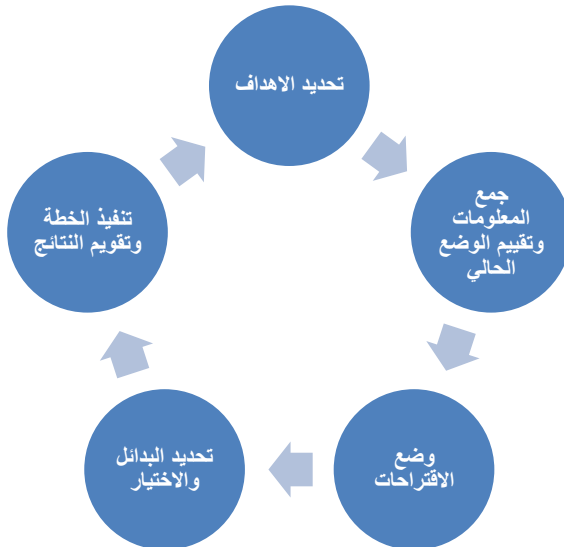 تحديد الاهداف
جمع
المعلومات
وتقييم الوضع
الحالي
وضع
الاقتراحات
تحديد البدائل
والاختيار
تنفيذ الخطة
وتقويم النتائج